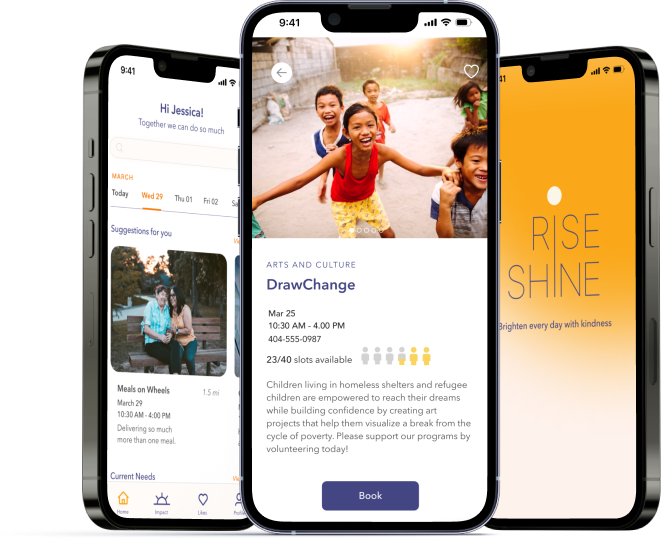 9:41
Hi Jessica!
Together we can do so much
MARCH
Today Wed 29 Thu 01 Fri 02
Suggestions for you
Meals on Wheels 1.5 mi
March 29
10:30 AM - 4:00 PM
Delivering so much
more than one meal.
Current Needs
Home Impact Likes
9:41
ARTS AND CULTURE
DrawChange
Mar 25
10:30 AM - 4.00 PM
404-555-0987
23/40 slots available
Children living in homeless shelters and refugee
children are empowered to reach their dreams
while building confidence by creating art
projects that help them visualize a break from the
cycle of poverty. Please support our programs by
volunteering today!
Book
41
RISE
SHINE
Brighten every day with kindness